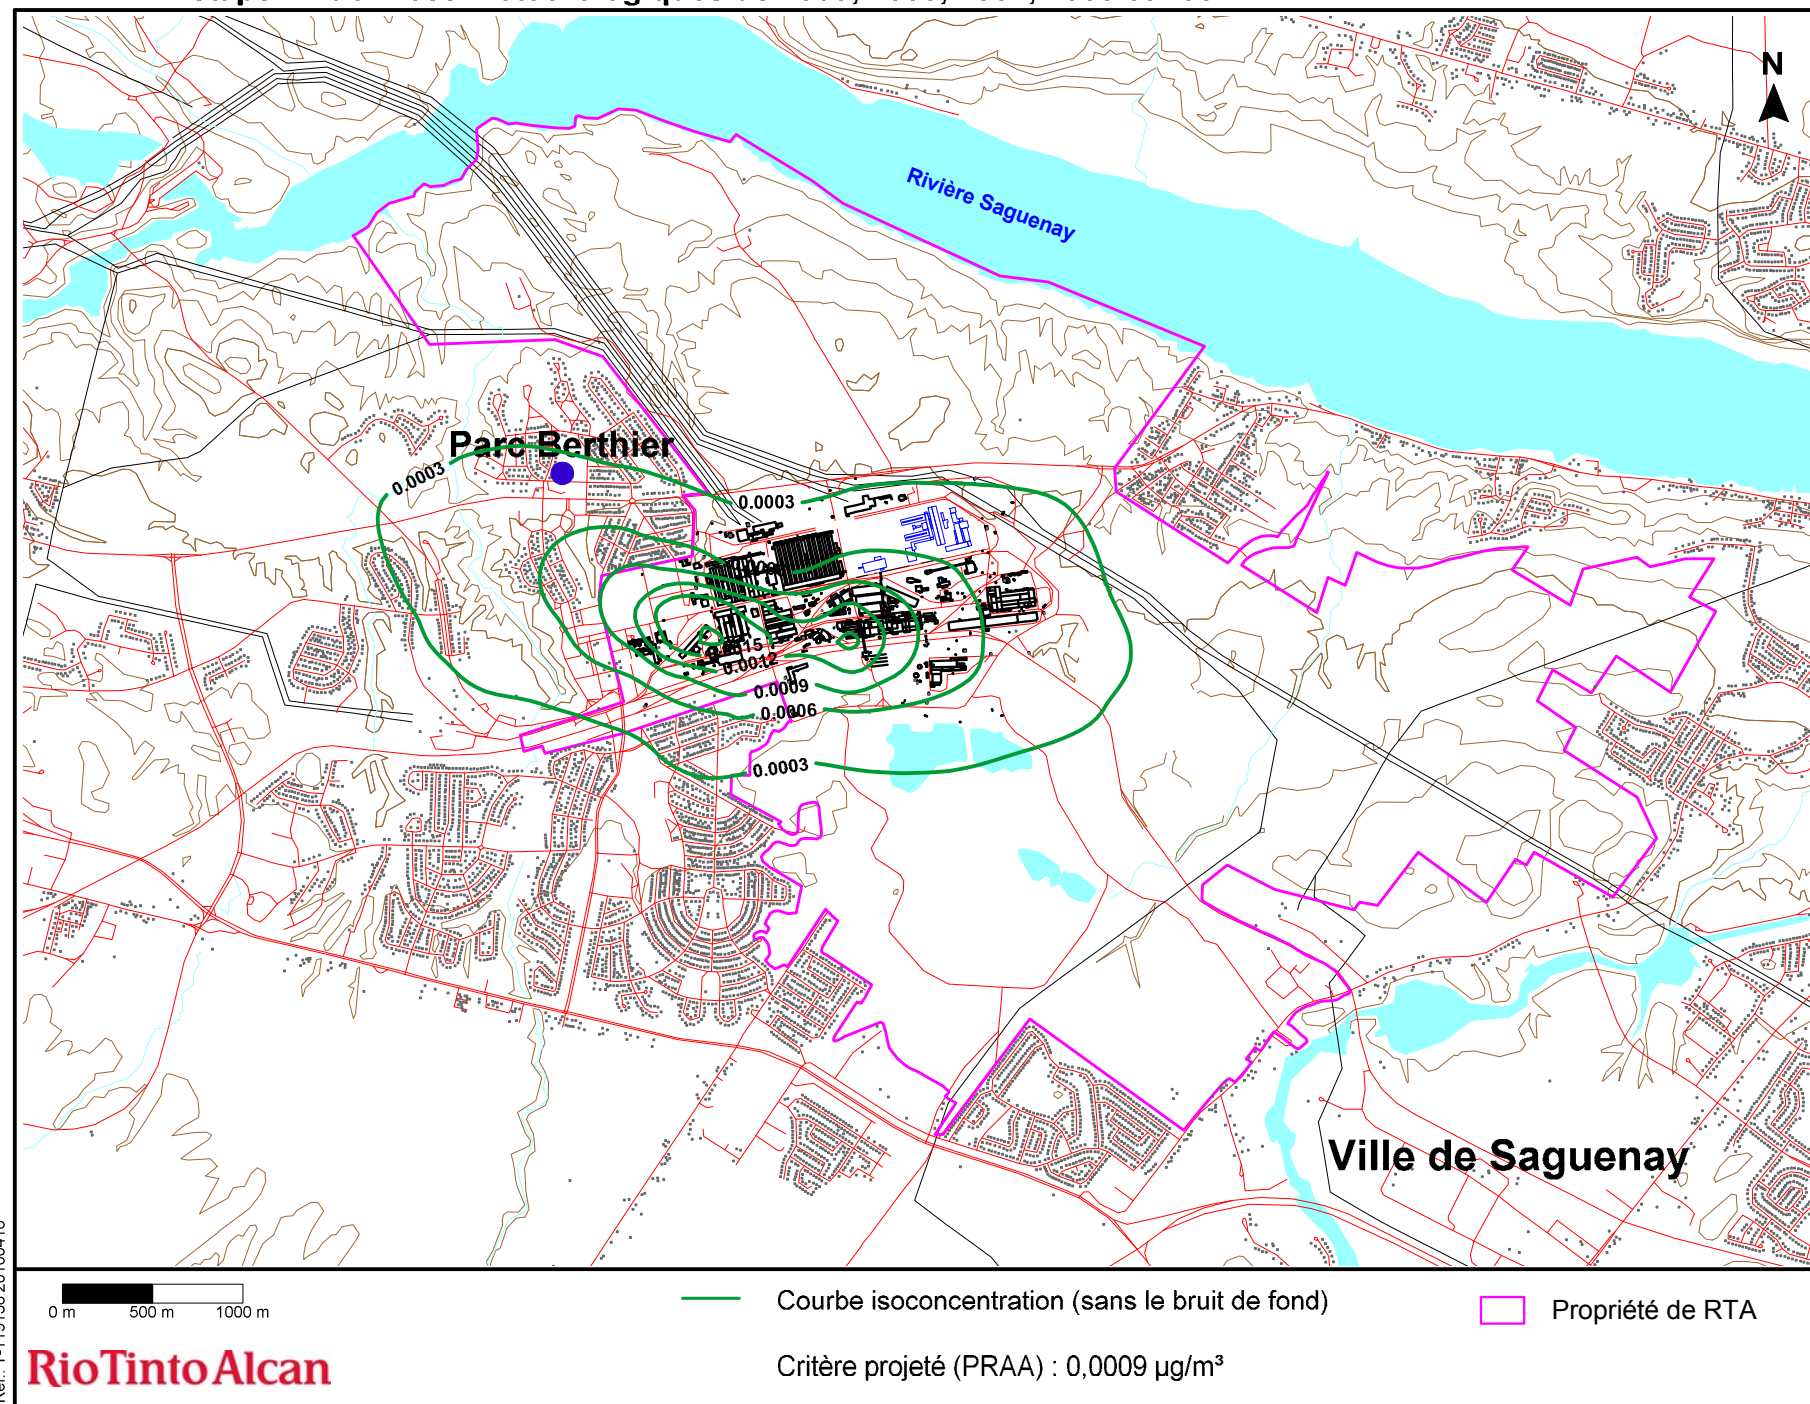 N
Rivière Saguenay
Parc Berthier
0.0003
0.0003
0.0012
0.0009
0.0006
0.0003
Ville de Saguenay
0 m 500 m 1000 m
Courbe isoconcentration (sans le bruit de fond)
Propriété de RTA
RioTintoAlcan
Critère projeté (PRAA) : 0,0009 µg/m³